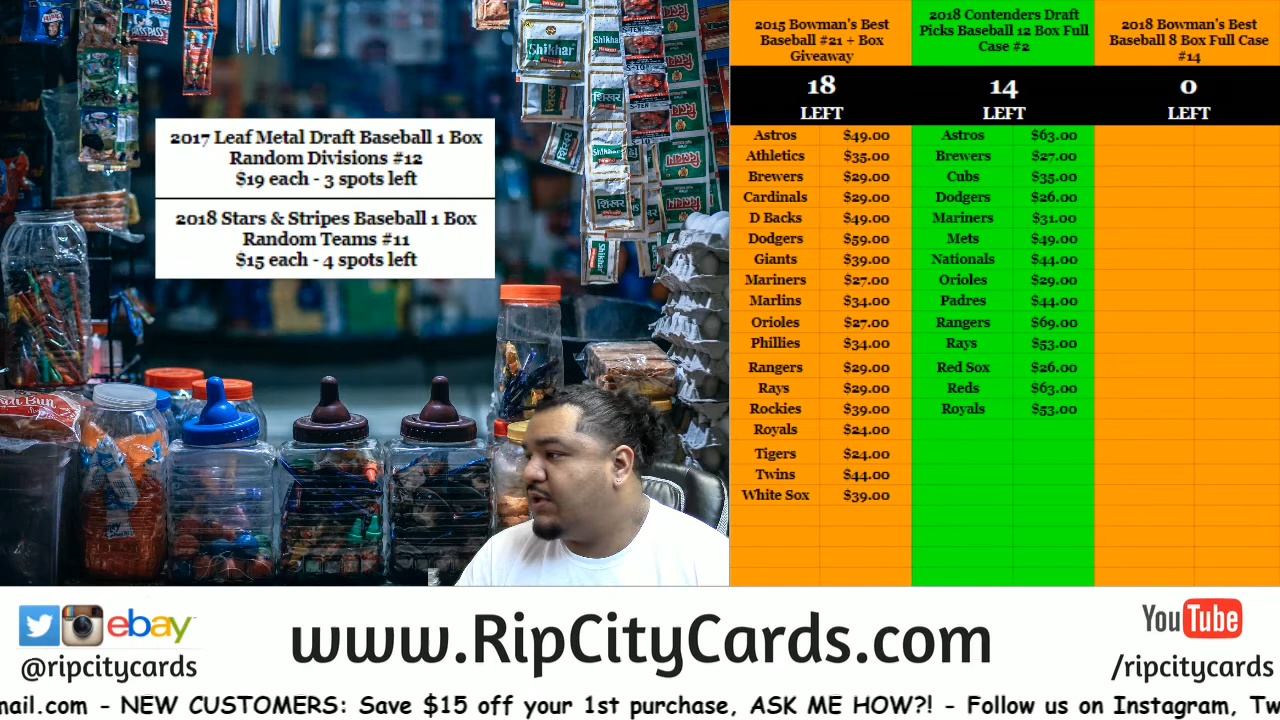 2015 Bowman's Best
Baseball #21 + Box
Giveaway
2018 Contenders Draft
Picks Baseball 12 Box Full
Case #2
2018 Bowman's Best
Baseball 8 Box Full Case
#14
18
LEFT
14
LEFT
0
LEFT
Astros $49.00
Athletics $35.00
Brewers $29.00
Cardinals $29.00
D Backs $49.00
Dodgers $59.00
Giants $39.00
Mariners $27.00
Marlins $34.00
Orioles $27.00
Phillies $34.00
Rangers $29.00
Rays $29.00
Rockies $39.00
Royals $24.00
Tigers $24.00
Twins $44.00
White Sox $39.00
Astros $63.00
Brewers $27.00
Cubs $35.00
Dodgers $26.00
Mariners $31.00
Mets $49.00
Nationals $44.00
Orioles $29.00
Padres $44.00
Rangers $69.00
Rays $53.00
Red Sox $26.00
Reds $63.00
Royals $53.00
2017 Leaf Metal Draft Baseball 1 Box
Random Divisions #12
$19 each - 3 spots left
2018 Stars & Stripes Baseball 1 Box
Random Teams #11
$15 each - 4 spots left
Shikhar
शिखर
Shikhar
शिखर
Shikhar
ebay
@ripcitycards
www.RipCityCards.com
YouTube
/ripcitycards
mail.com - NEW CUSTOMERS: Save $15 off your 1st purchase, ASK ME HOW?! - Follow us on Instagram, Tw